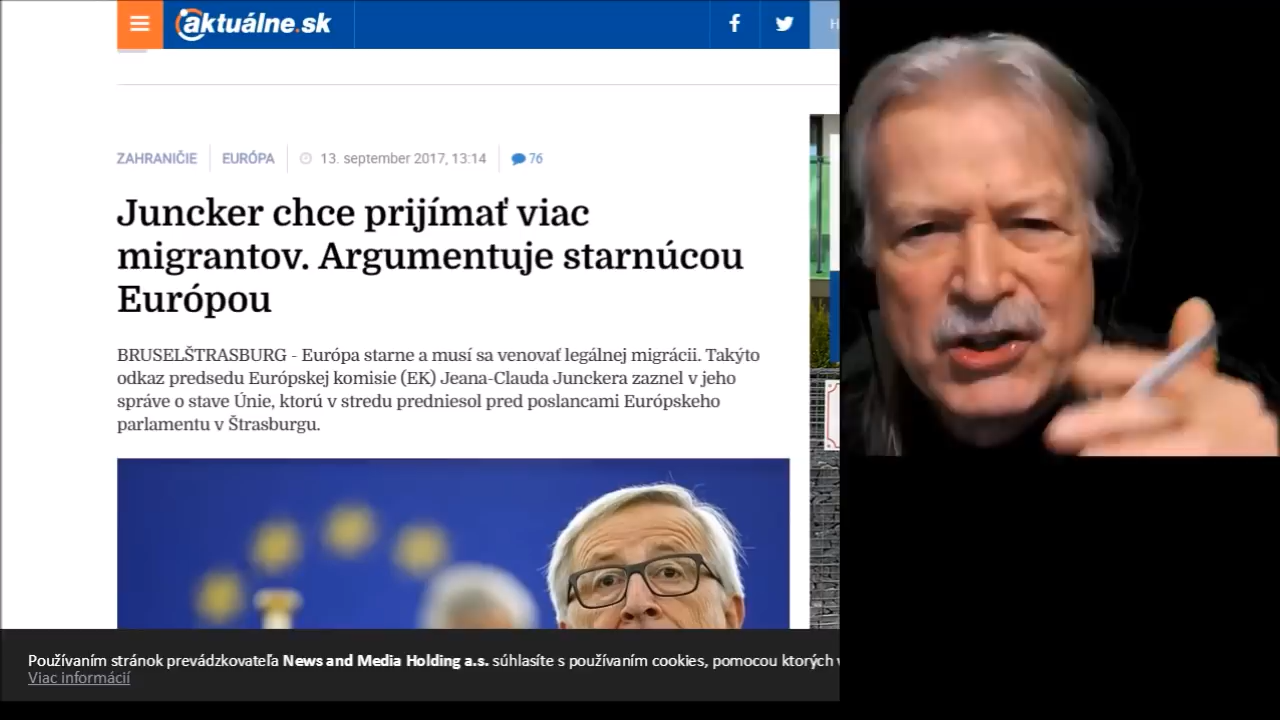 aktuálne.sk
ZAHRANIČIE EURÓPA 13. september 2017, 13:14 76
Juncker chce prijímať viac
migrantov. Argumentuje starnúcou
Európou
BRUSELŠTRASBURG - Európa starne a musí sa venovať legálnej migrácii. Takýto
odkaz predsedu Európskej komisie (EK) Jeana-Clauda Junckera zaznel v jeho
správe o stave Únie, ktorú v stredu predniesol pred poslancami Európskeho
parlamentu v Štrasburgu.
Používaním stránok prevádzkovateľa News and Media Holding a.s. súhlasíte s používaním cookies, pomocou ktorých
Viac informácií